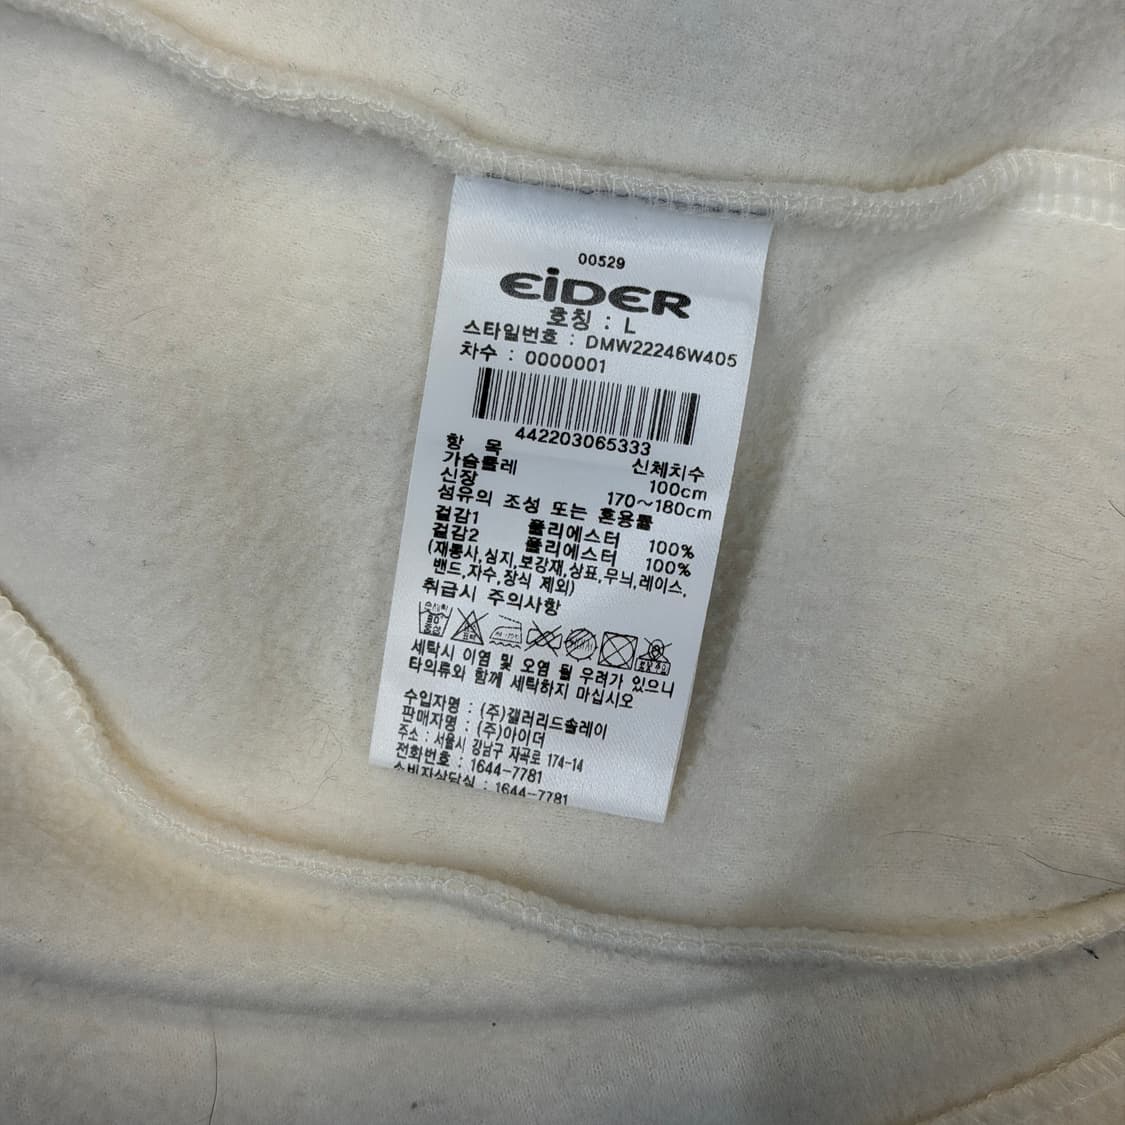 00529
EiDER
호칭 : L
스타일번호 : DMW22246W405
차수 : 0000001
442203065333
항 목 신체치수
가슴둘레 100cm
신장 170~180cm
섬유의 조성 또는 혼용률
겉감1 폴리에스터 100%
겉감2 폴리에스터 100%
(재봉사,심지,보강재,상표,무늬,레이스,
밴드,자수,장식 제외)
취급시 주의사항
중성
세탁시 이염 및 오염 될 우려가 있으니
타의류와 함께 세탁하지 마십시오
수입자명 : (주)갤러리드솔레이
판매자명 : (주)아이더
주소 : 서울시 강남구 자곡로 174-14
전화번호 : 1644-7781
소비자상담실 : 1644-7781